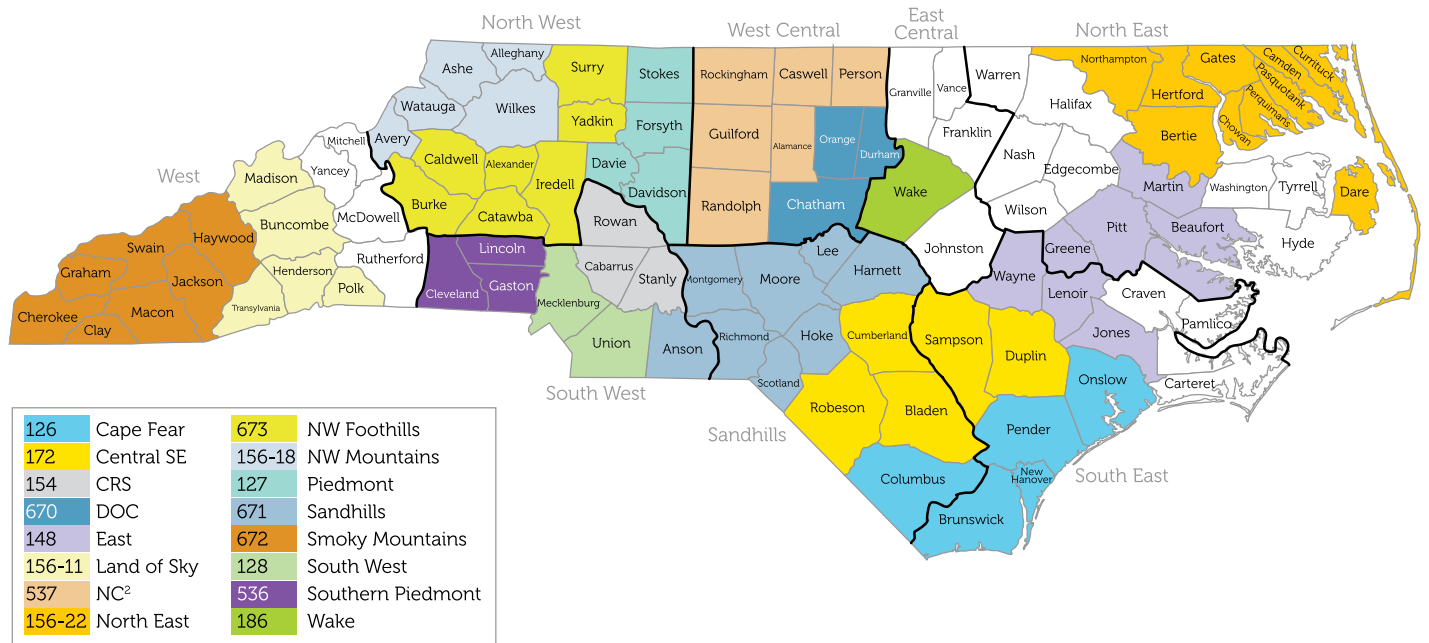 North West
West Central
East
Central
North East
West
South West
Sandhills
South East
Alleghany
Ashe
Surry
Stokes
Rockingham
Caswell
Person
Granville
Vance
Warren
Northampton
Gates
Camden
Currituck
Pasquotank
Perquimans
Chowan
Hertford
Halifax
Watauga
Wilkes
Yadkin
Forsyth
Guilford
Alamance
Orange
Durham
Franklin
Bertie
Mitchell
Avery
Caldwell
Alexander
Iredell
Davie
Davidson
Nash
Edgecombe
Madison
Yancey
Burke
Catawba
Rowan
Randolph
Chatham
Wake
Wilson
Martin
Washington
Tyrrell
Dare
Buncombe
McDowell
Haywood
Swain
Graham
Jackson
Cherokee
Macon
Clay
Henderson
Transylvania
Polk
Rutherford
Lincoln
Cleveland
Gaston
Cabarrus
Stanly
Mecklenburg
Union
Anson
Montgomery
Moore
Lee
Harnett
Johnston
Wayne
Greene
Pitt
Beaufort
Hyde
Lenoir
Craven
Pamlico
Jones
Carteret
Richmond
Hoke
Scotland
Cumberland
Sampson
Duplin
Onslow
Robeson
Bladen
Pender
Columbus
New
Hanover
Brunswick
126 Cape Fear
172 Central SE
154 CRS
670 DOC
148 East
156-11 Land of Sky
537 NC²
156-22 North East
673 NW Foothills
156-18 NW Mountains
127 Piedmont
671 Sandhills
672 Smoky Mountains
128 South West
536 Southern Piedmont
186 Wake